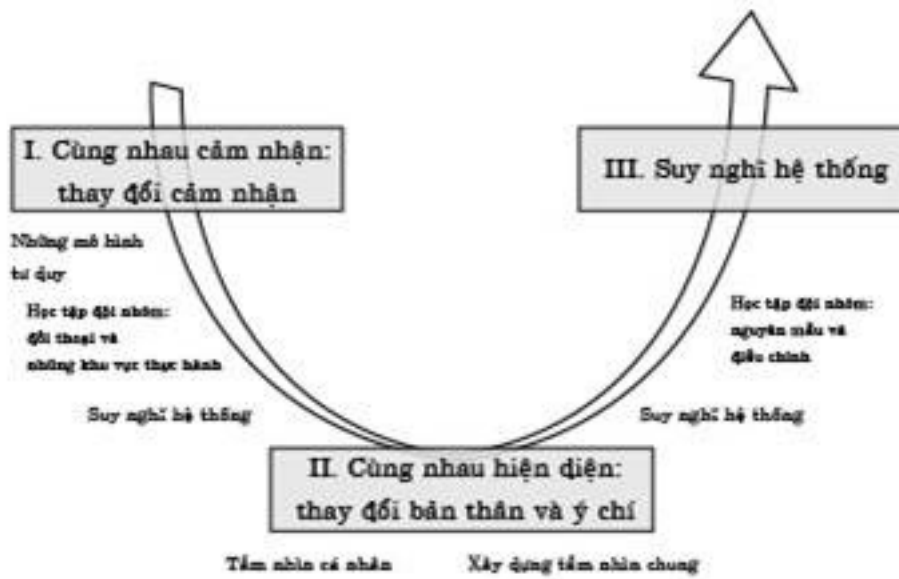 I. Cùng nhau cảm nhận:
thay đổi cảm nhận
III. Suy nghĩ hệ thống
Những mô hình
tư duy
Học tập đội nhóm:
đối thoại và
những khu vực thực hành
Suy nghĩ hệ thống
Học tập đội nhóm:
nguyên mẫu và
điều chỉnh
Suy nghĩ hệ thống
II. Cùng nhau hiện diện:
thay đổi bản thân và ý chí
Tầm nhìn cá nhân
Xây dựng tầm nhìn chung